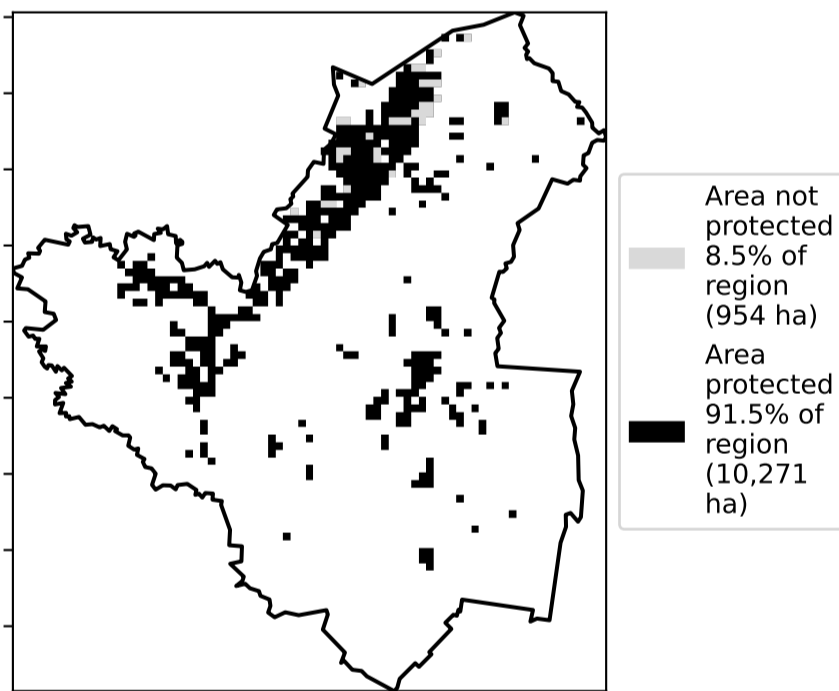 Area not
protected
8.5% of
region
(954 ha)
Area
protected
91.5% of
region
(10,271
ha)